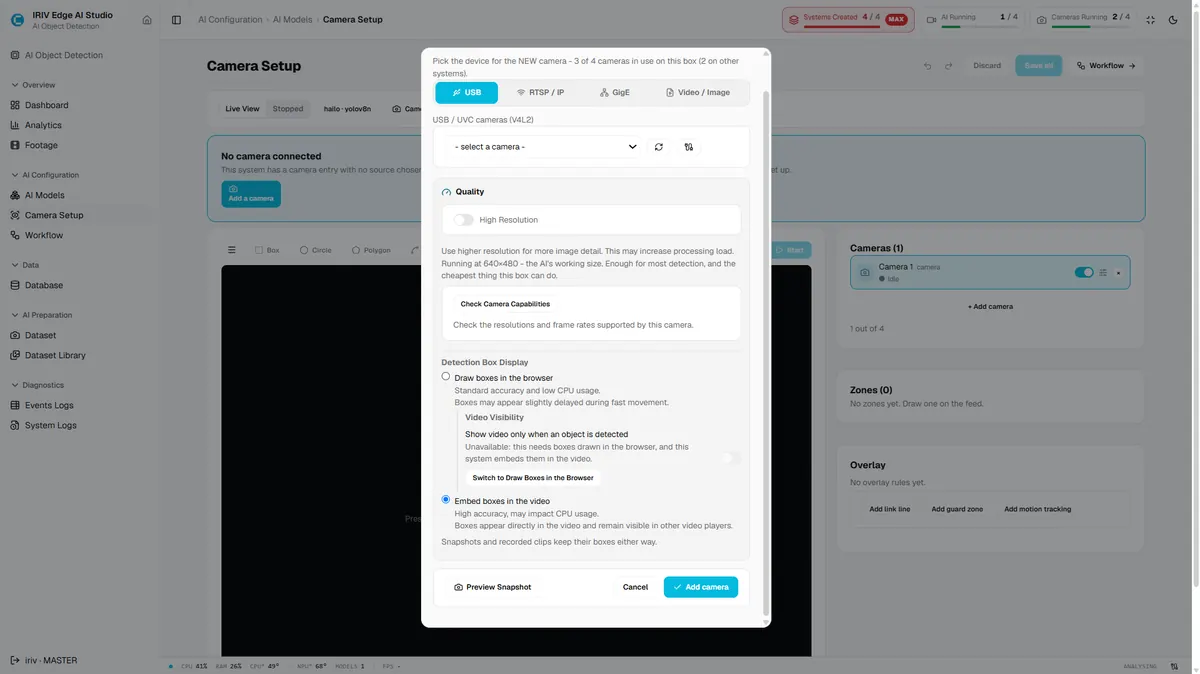 IRIV Edge AI Studio
AI Object Detection
AI Configuration › AI Models › Camera Setup
Systems Created 4 / 4 MAX
AI Running 1 / 4
Cameras Running 2 / 4
AI Object Detection
Overview
Dashboard
Analytics
Footage
AI Configuration
AI Models
Camera Setup
Workflow
Data
Database
AI Preparation
Dataset
Dataset Library
Diagnostics
Events Logs
System Logs
iriv · MASTER
Camera Setup
Discard
Save all
Workflow →
Live View
Stopped
hailo · yolov8n
No camera connected
This system has a camera entry with no source chosen
et up.
Add a camera
Box
Circle
Polygon
Start
Pick the device for the NEW camera - 3 of 4 cameras in use on this box (2 on other
systems).
USB
RTSP / IP
GigE
Video / Image
USB / UVC cameras (V4L2)
- select a camera -
Quality
High Resolution
Use higher resolution for more image detail. This may increase processing load.
Running at 640×480 - the AI's working size. Enough for most detection, and the
cheapest thing this box can do.
Check Camera Capabilities
Check the resolutions and frame rates supported by this camera.
Detection Box Display
Draw boxes in the browser
Standard accuracy and low CPU usage.
Boxes may appear slightly delayed during fast movement.
Video Visibility
Show video only when an object is detected
Unavailable: this needs boxes drawn in the browser, and this
system embeds them in the video.
Switch to Draw Boxes in the Browser
Embed boxes in the video
High accuracy, may impact CPU usage.
Boxes appear directly in the video and remain visible in other video players.
Snapshots and recorded clips keep their boxes either way.
Preview Snapshot
Cancel
Add camera
Cameras (1)
Camera 1 camera
Idle
+ Add camera
1 out of 4
Zones (0)
No zones yet. Draw one on the feed.
Overlay
No overlay rules yet.
Add link line
Add guard zone
Add motion tracking
CPU 41% RAM 26% CPU° 49° NPU° 68° MODELS 1 FPS -
ANALYSING